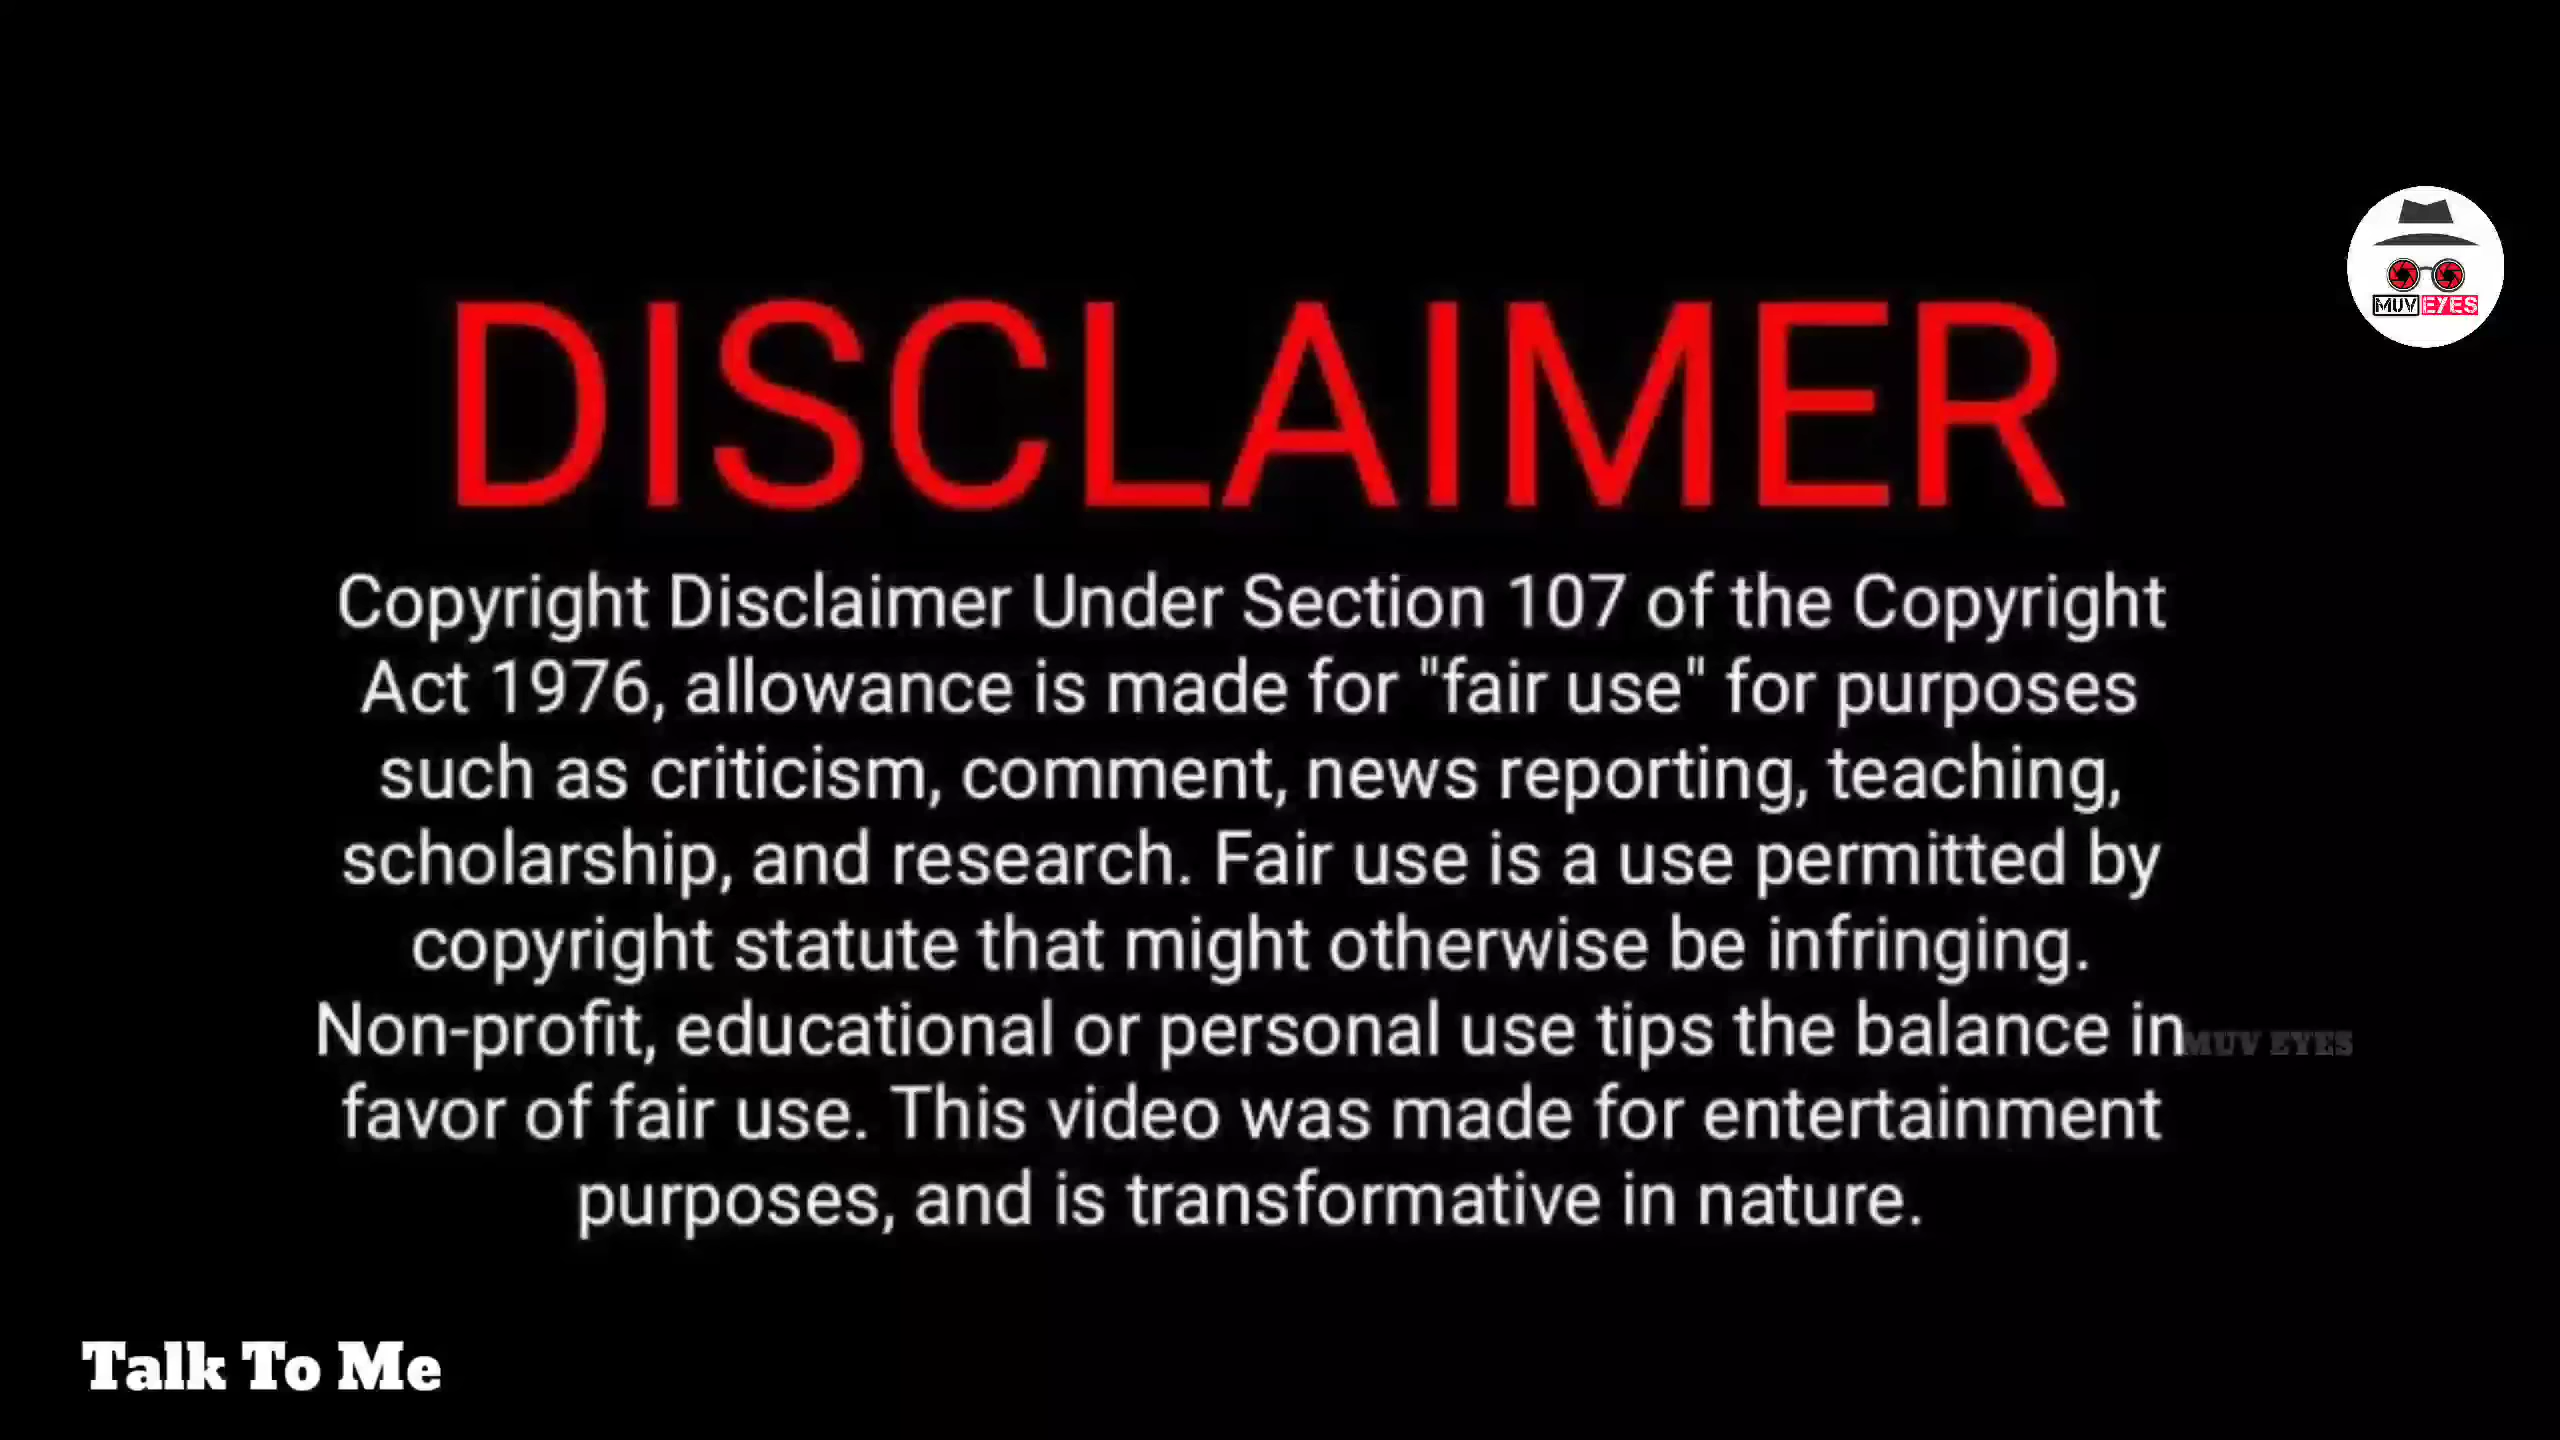 MUV EYES
DISCLAIMER
Copyright Disclaimer Under Section 107 of the Copyright
Act 1976, allowance is made for "fair use" for purposes
such as criticism, comment, news reporting, teaching,
scholarship, and research. Fair use is a use permitted by
copyright statute that might otherwise be infringing.
Non-profit, educational or personal use tips the balance in
MUV EYES
favor of fair use. This video was made for entertainment
purposes, and is transformative in nature.
Talk To Me